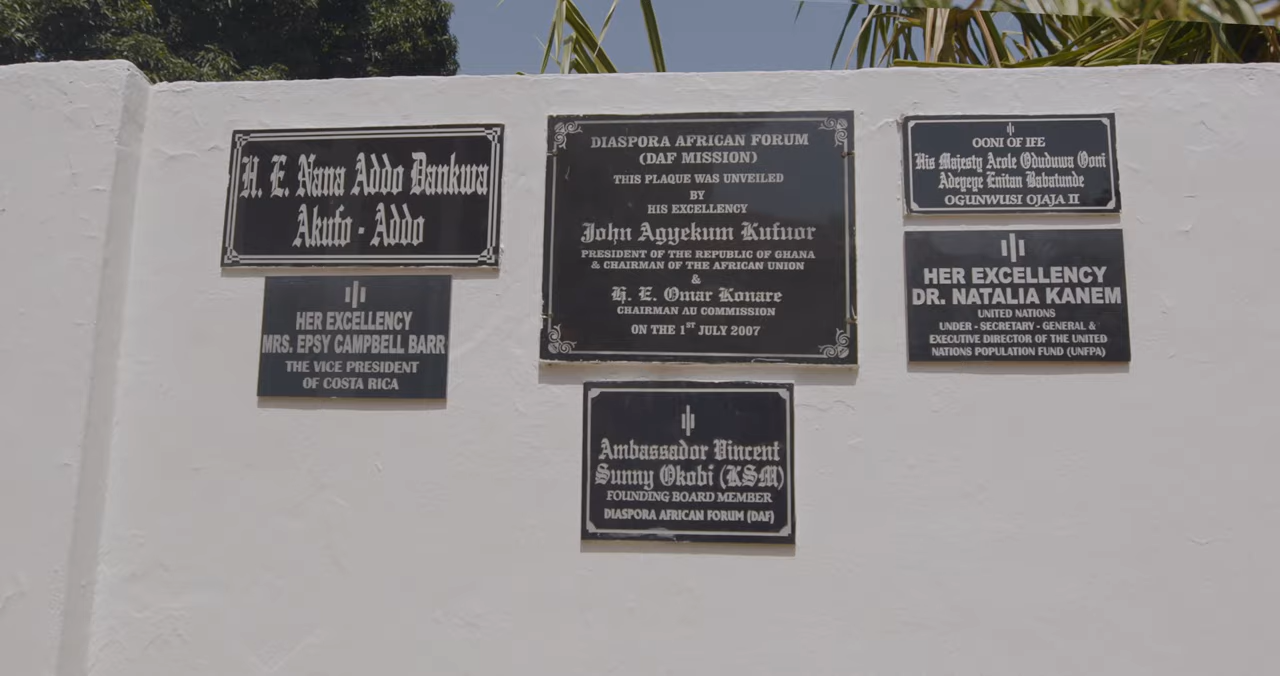 H. E. Nana Addo Dankwa
Akufo - Addo
HER EXCELLENCY
MRS. EPSY CAMPBELL BARR
THE VICE PRESIDENT
OF COSTA RICA
DIASPORA AFRICAN FORUM
(DAF MISSION)
THIS PLAQUE WAS UNVEILED
BY
HIS EXCELLENCY
John Agyekum Kufuor
PRESIDENT OF THE REPUBLIC OF GHANA
& CHAIRMAN OF THE AFRICAN UNION
&
H. E. Omar Konare
CHAIRMAN AU COMMISSION
ON THE 1ST JULY 2007
Ambassador Vincent
Sunny Okobi (KSM)
FOUNDING BOARD MEMBER
DIASPORA AFRICAN FORUM (DAF)
OONI OF IFE
His Majesty Arole Oduduwa Ooni
Adeyeye Enitan Babatunde
OGUNWUSI OJAJA II
HER EXCELLENCY
DR. NATALIA KANEM
UNITED NATIONS
UNDER - SECRETARY - GENERAL &
EXECUTIVE DIRECTOR OF THE UNITED
NATIONS POPULATION FUND (UNFPA)